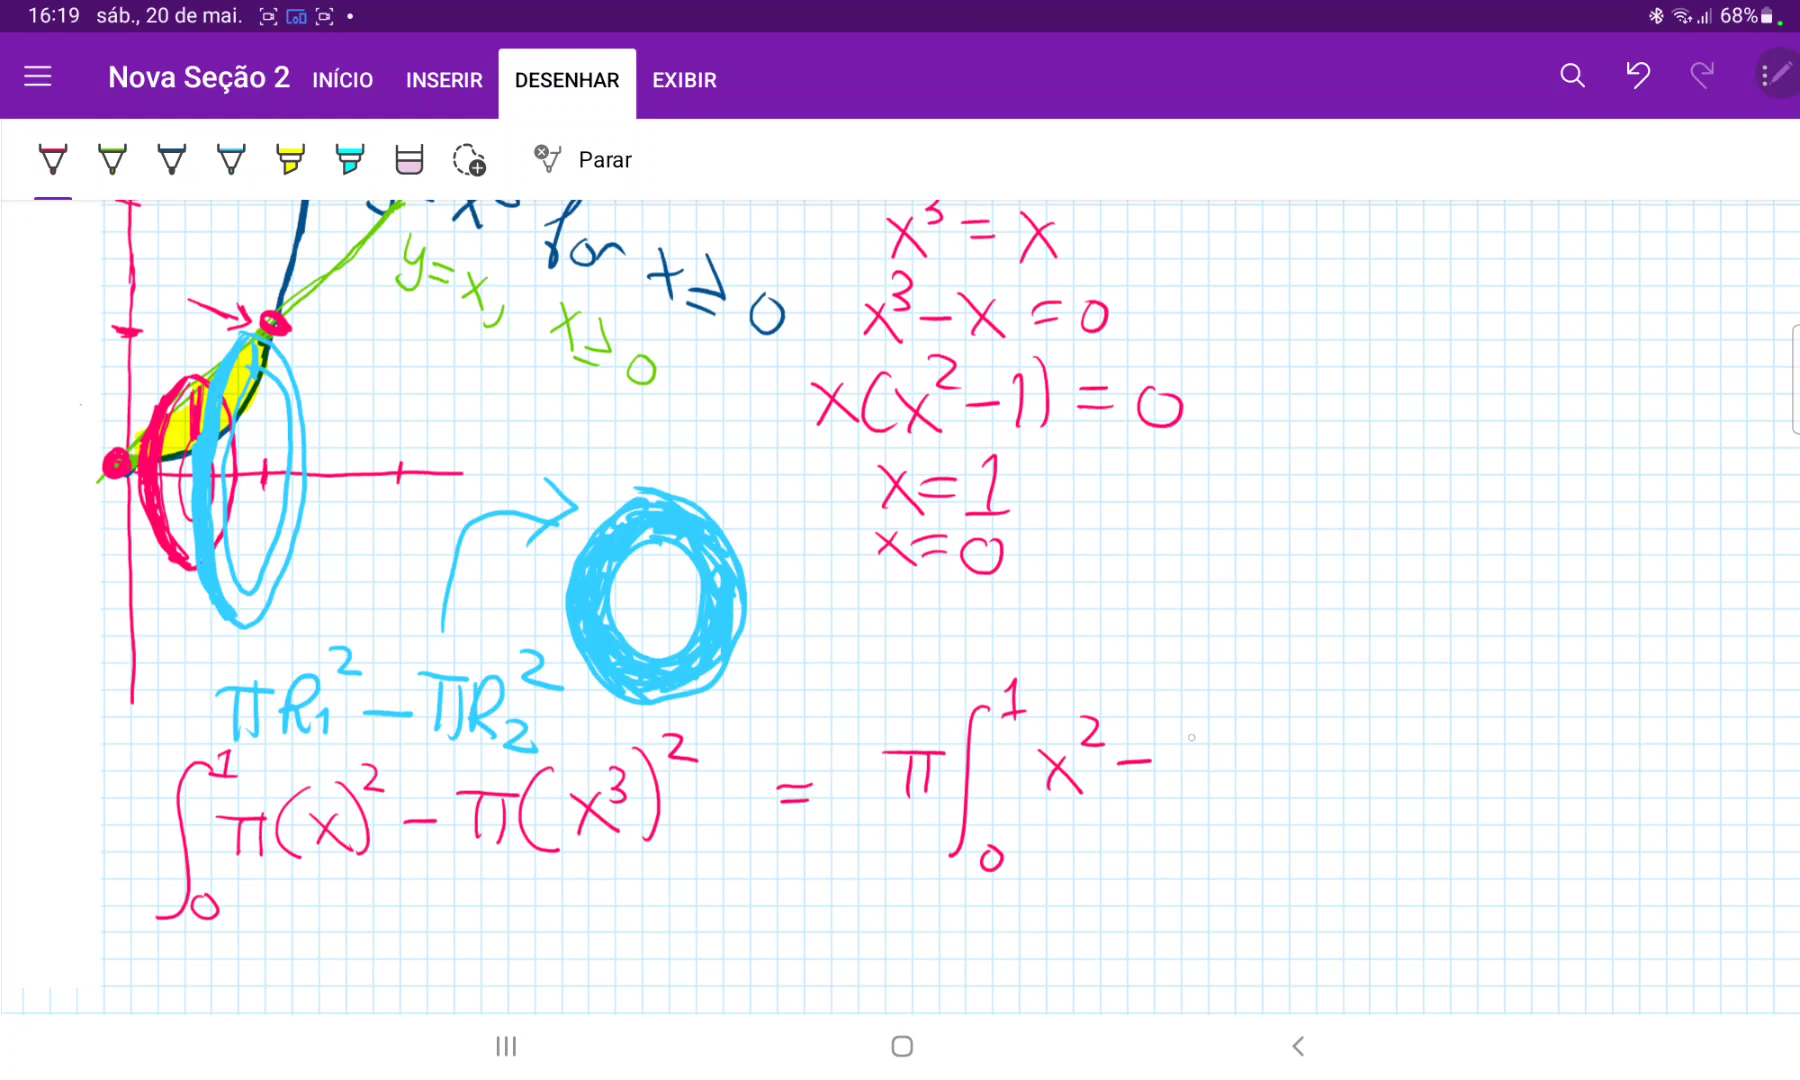 16:19 sáb., 20 de mai. 68%
Nova Seção 2 INÍCIO INSERIR DESENHAR EXIBIR
Parar
for x ≥ 0
y = x, x ≥ 0
x³ = x
x³ - x = 0
x(x² - 1) = 0
x = 1
x = 0
πR₁² - πR₂²
∫₀¹ π(x)² - π(x³)² = π ∫₀¹ x² -